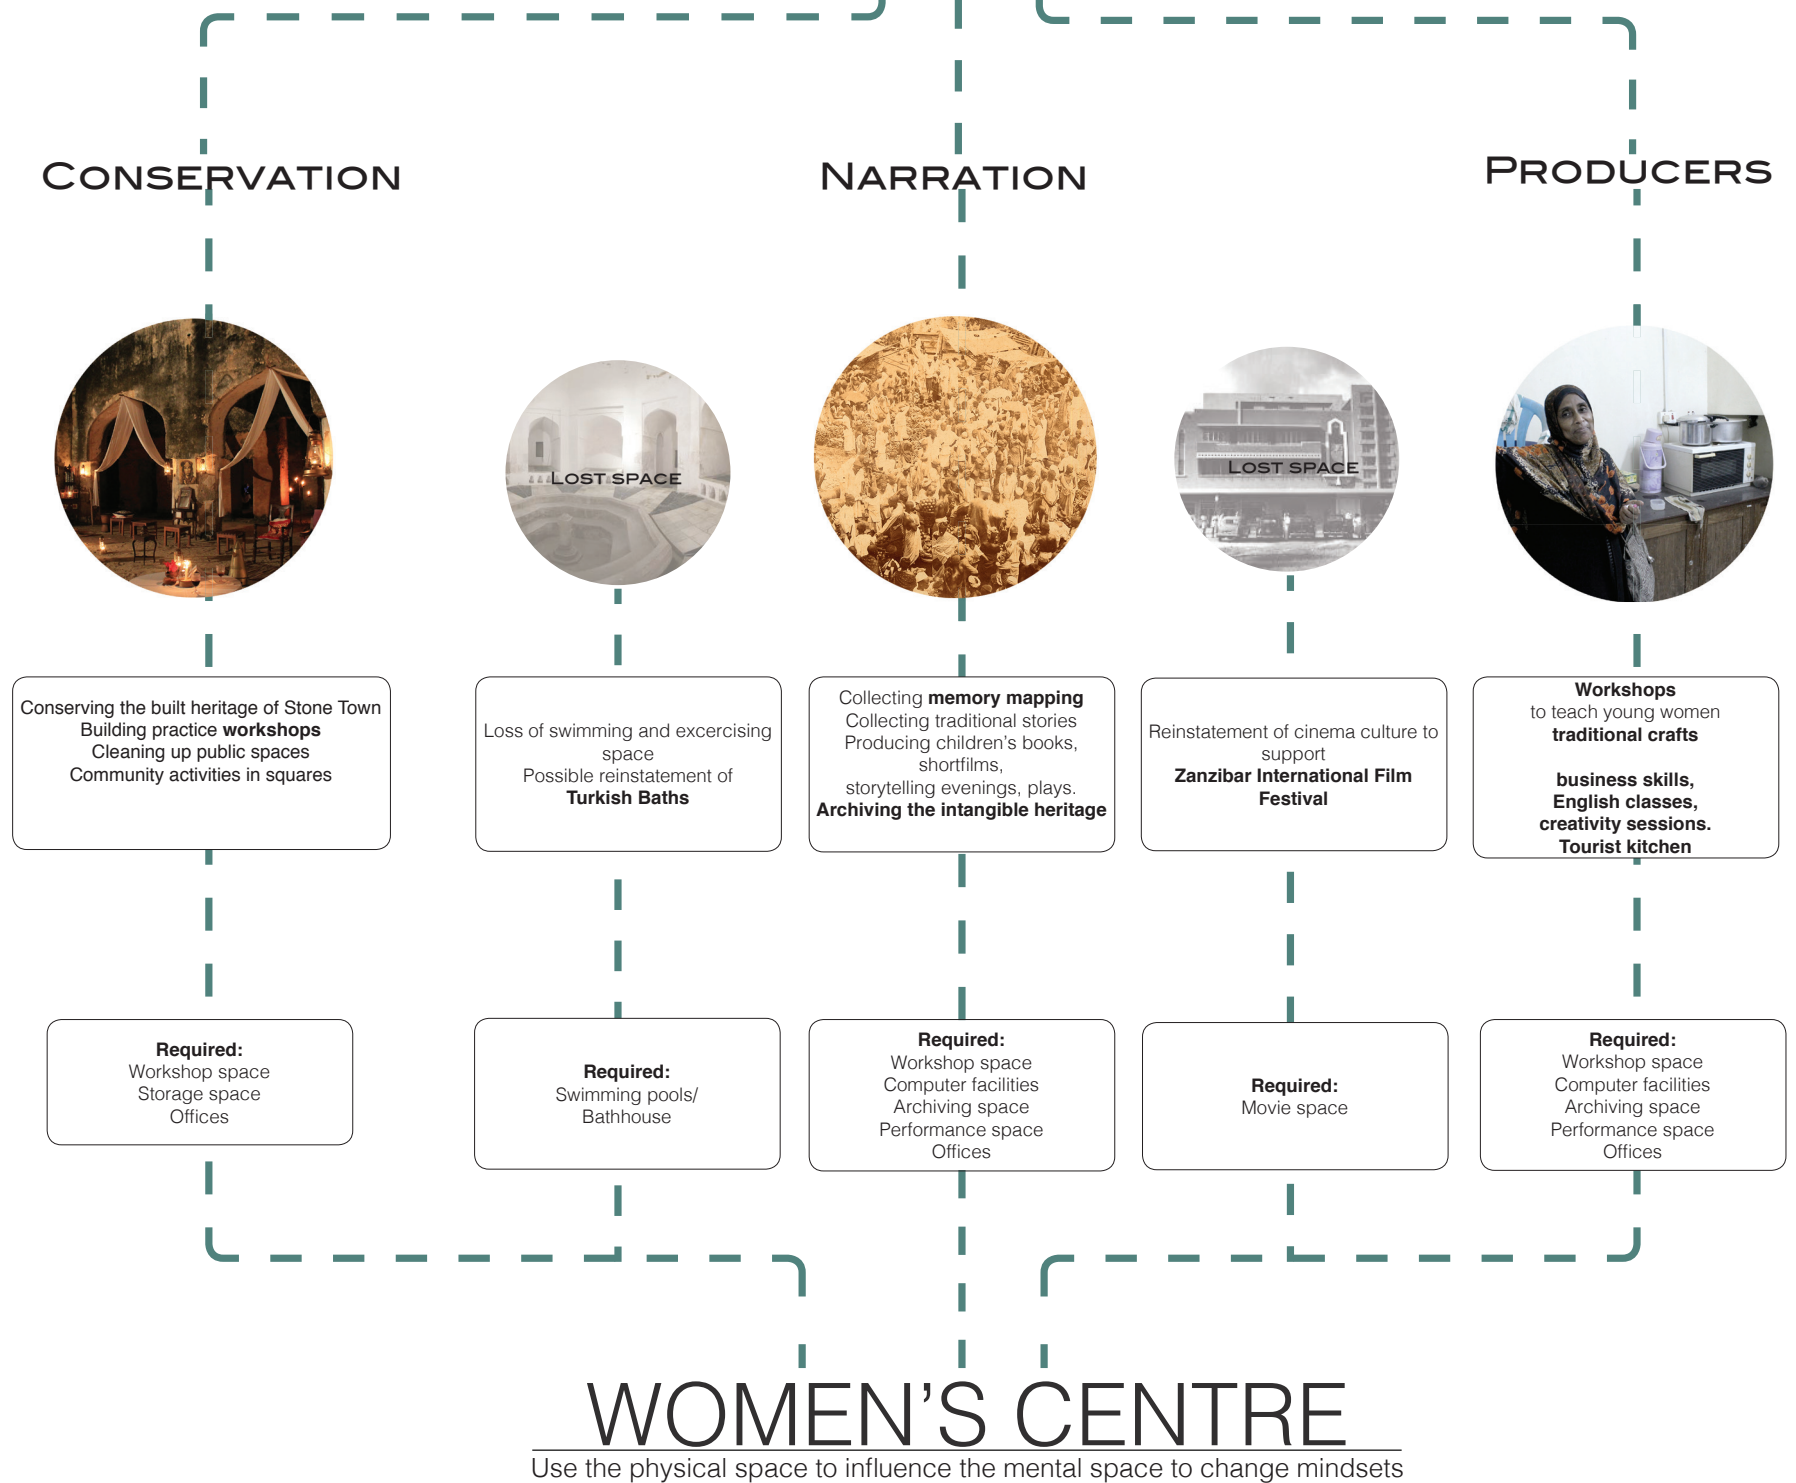 CONSERVATION
NARRATION
PRODUCERS
LOST SPACE
LOST SPACE
Conserving the built heritage of Stone Town
Building practice workshops
Cleaning up public spaces
Community activities in squares
Loss of swimming and excercising
space
Possible reinstatement of
Turkish Baths
Collecting memory mapping
Collecting traditional stories
Producing children's books,
shortfilms,
storytelling evenings, plays.
Archiving the intangible heritage
Reinstatement of cinema culture to
support
Zanzibar International Film
Festival
Workshops
to teach young women
traditional crafts
business skills,
English classes,
creativity sessions.
Tourist kitchen
Required:
Workshop space
Storage space
Offices
Required:
Swimming pools/
Bathhouse
Required:
Workshop space
Computer facilities
Archiving space
Performance space
Offices
Required:
Movie space
Required:
Workshop space
Computer facilities
Archiving space
Performance space
Offices
WOMEN'S CENTRE
Use the physical space to influence the mental space to change mindsets